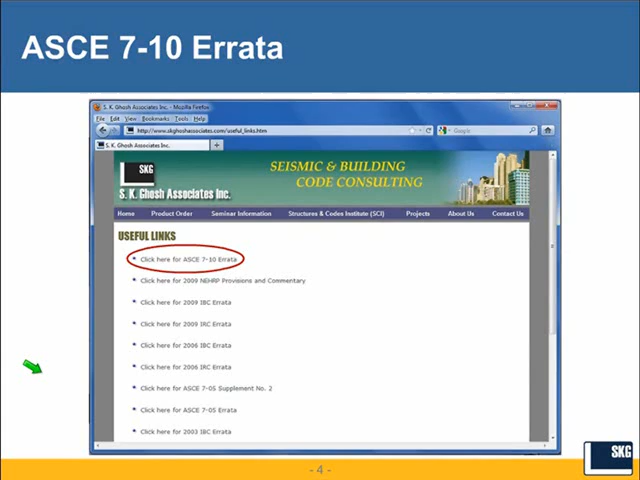 ASCE 7-10 Errata
S. K. Ghosh Associates Inc. - Mozilla Firefox
File Edit View Bookmarks Tools Help
http://www.skghoshassociates.com/useful_links.htm
Google
S. K. Ghosh Associates Inc.
SKG
S. K. Ghosh Associates Inc.
SEISMIC & BUILDING
CODE CONSULTING
Home Product Order Seminar Information Structures & Codes Institute (SCI) Projects About Us Contact Us
USEFUL LINKS
Click here for ASCE 7-10 Errata
Click here for 2009 NEHRP Provisions and Commentary
Click here for 2009 IBC Errata
Click here for 2009 IRC Errata
Click here for 2006 IBC Errata
Click here for 2006 IRC Errata
Click here for ASCE 7-05 Supplement No. 2
Click here for ASCE 7-05 Errata
Click here for 2003 IBC Errata
- 4 -
SKG